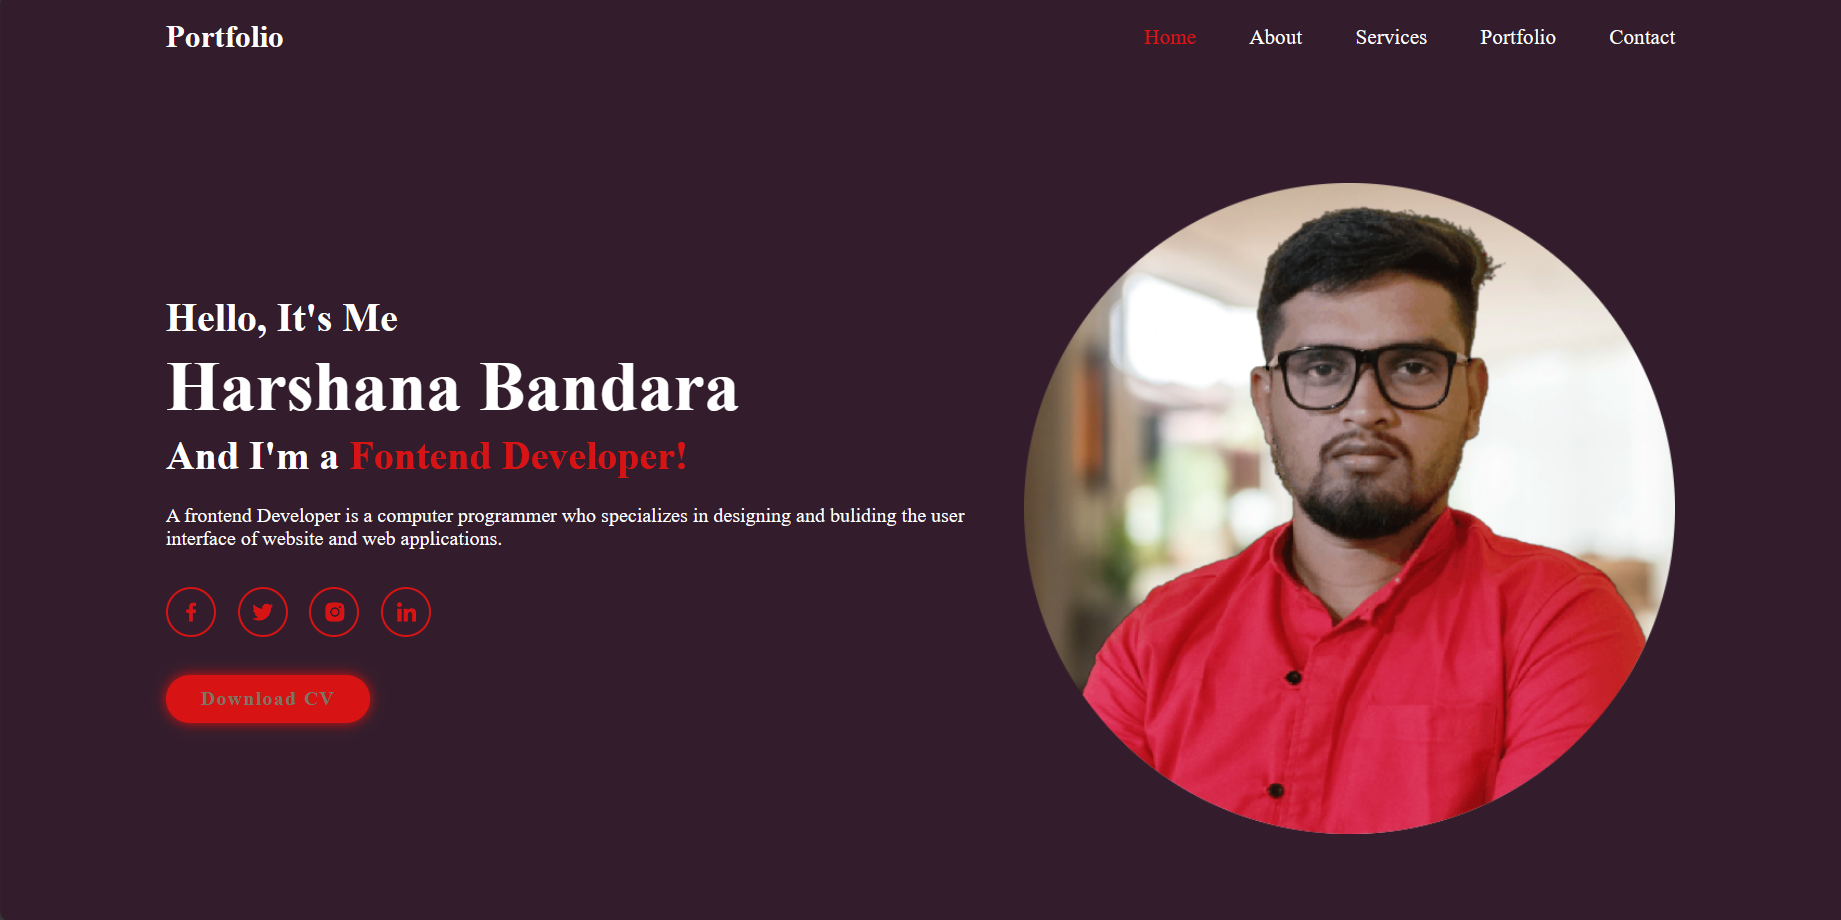 Portfolio
Home About Services Portfolio Contact
Hello, It's Me
Harshana Bandara
And I'm a Fontend Developer!
A frontend Developer is a computer programmer who specializes in designing and buliding the user
interface of website and web applications.
Download CV